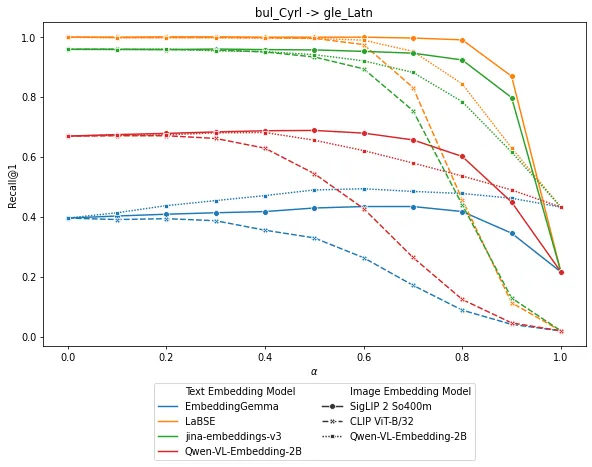 bul_Cyrl -> gle_Latn
1.0
0.8
0.6
0.4
0.2
0.0
Recall@1
0.0 0.2 0.4 0.6 0.8 1.0
α
Text Embedding Model
EmbeddingGemma
LaBSE
jina-embeddings-v3
Qwen-VL-Embedding-2B
Image Embedding Model
SigLIP 2 So400m
CLIP ViT-B/32
Qwen-VL-Embedding-2B